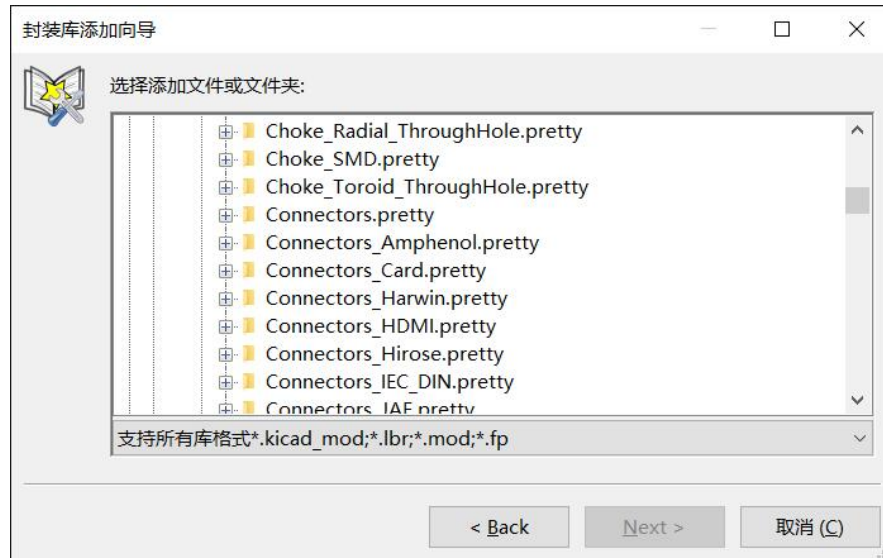 封装库添加向导
选择添加文件或文件夹:
Choke_Radial_ThroughHole.pretty
Choke_SMD.pretty
Choke_Toroid_ThroughHole.pretty
Connectors.pretty
Connectors_Amphenol.pretty
Connectors_Card.pretty
Connectors_Harwin.pretty
Connectors_HDMI.pretty
Connectors_Hirose.pretty
Connectors_IEC_DIN.pretty
Connectors_JAE.pretty
支持所有库格式*.kicad_mod;*.lbr;*.mod;*.fp
< Back Next > 取消 (C)